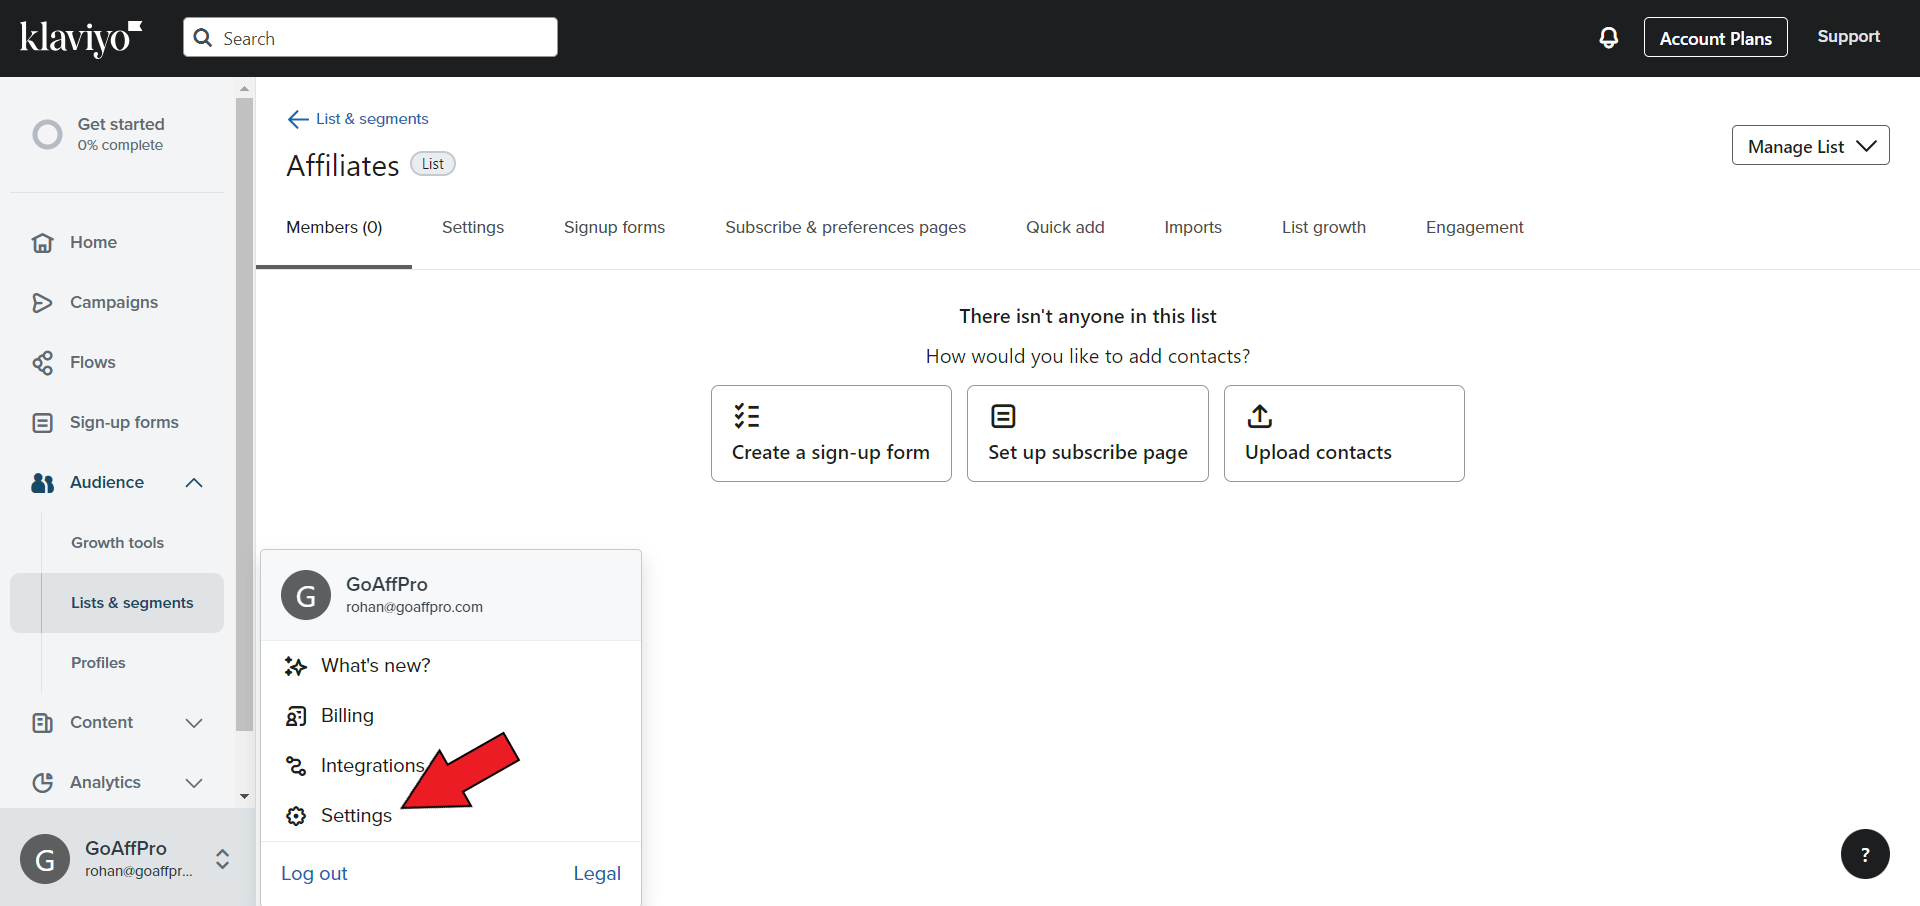 klaviyo
Search
Account Plans
Support
Get started
0% complete
Home
Campaigns
Flows
Sign-up forms
Audience
Growth tools
Lists & segments
Profiles
Content
Analytics
G
GoAffPro
rohan@goaffpr...
List & segments
Affiliates
List
Manage List
Members (0)
Settings
Signup forms
Subscribe & preferences pages
Quick add
Imports
List growth
Engagement
There isn't anyone in this list
How would you like to add contacts?
Create a sign-up form
Set up subscribe page
Upload contacts
G
GoAffPro
rohan@goaffpro.com
What's new?
Billing
Integrations
Settings
Log out
Legal
?